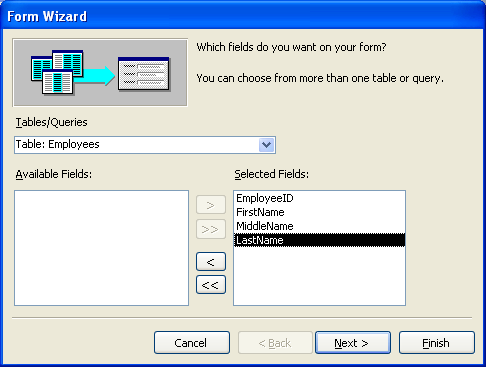 Form Wizard
Which fields do you want on your form?
You can choose from more than one table or query.
Tables/Queries
Table: Employees
Available Fields:
Selected Fields:
>
>>
<
<<
EmployeeID
FirstName
MiddleName
LastName
Cancel
< Back
Next >
Finish